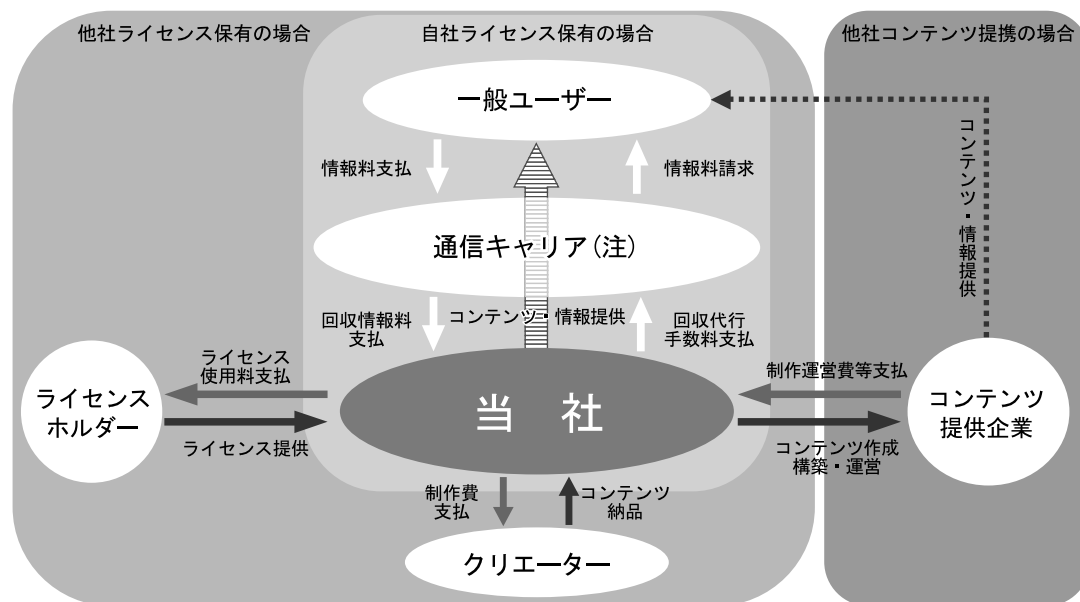 他社ライセンス保有の場合
自社ライセンス保有の場合
他社コンテンツ提携の場合
一般ユーザー
情報料支払
情報料請求
コンテンツ・情報提供
通信キャリア(注)
回収情報料
支払
コンテンツ・情報提供
回収代行
手数料支払
ライセンス
使用料支払
制作運営費等支払
ライセンス
ホルダー
当 社
コンテンツ
提供企業
ライセンス提供
コンテンツ作成
構築・運営
制作費
支払
コンテンツ
納品
クリエーター